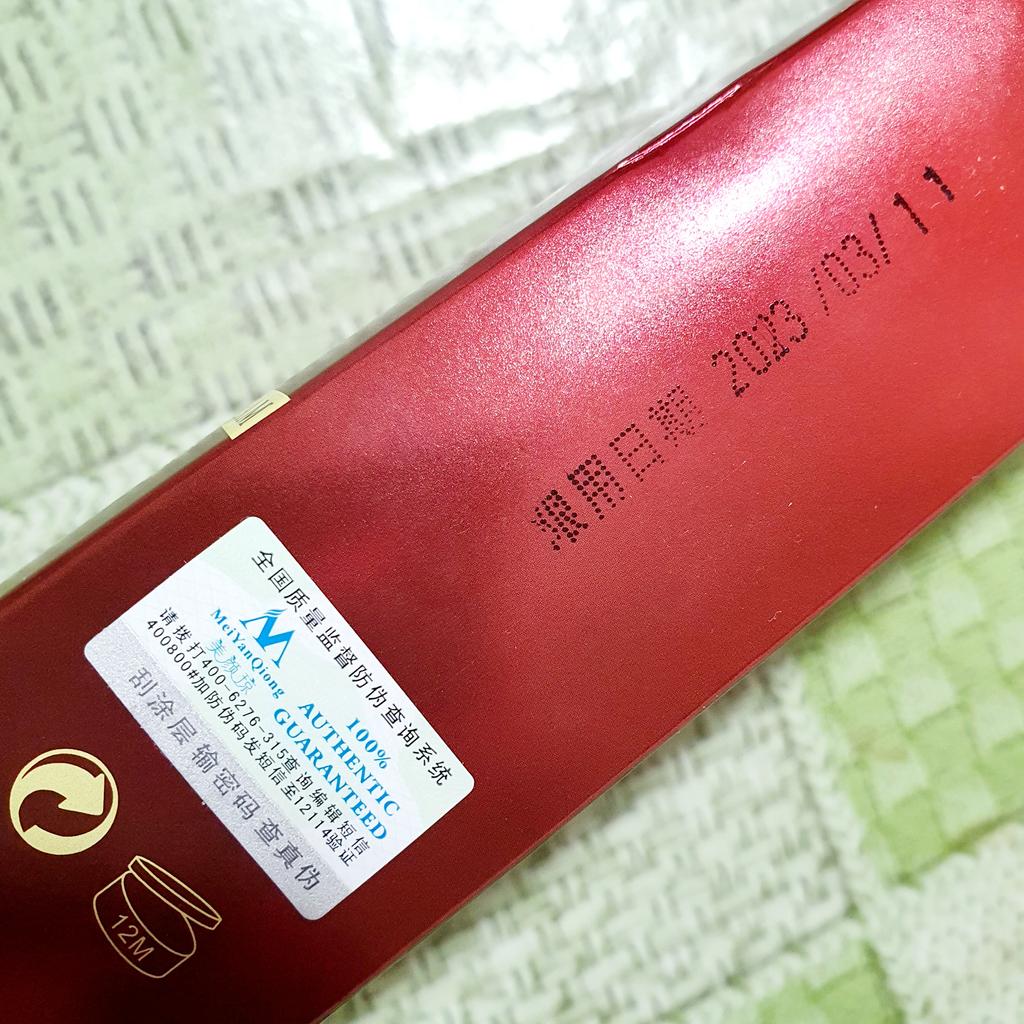 限用日期 2013/03/11
全国质量监督防伪查询系统
MeiYanQiong
美颜琼
100%
AUTHENTIC
GUARANTEED
请拨打400-6276-315查询编辑短信
400800#加防伪码发短信至12114验证
刮涂层输密码查真伪
12M